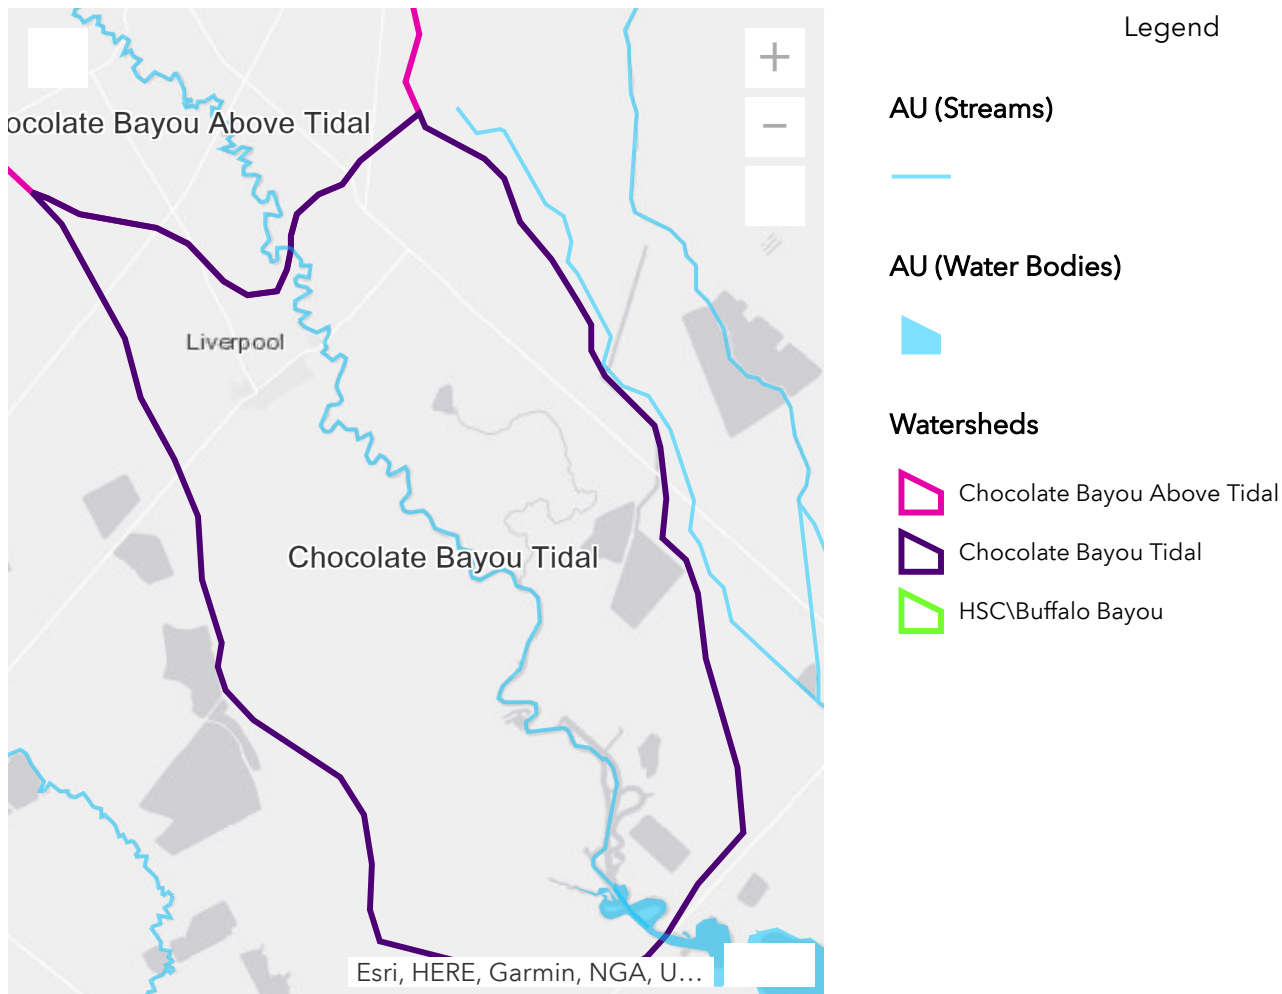 ocolate Bayou Above Tidal
Liverpool
Chocolate Bayou Tidal
Esri, HERE, Garmin, NGA, U...
+
−
Legend
AU (Streams)
AU (Water Bodies)
Watersheds
Chocolate Bayou Above Tidal
Chocolate Bayou Tidal
HSC\Buffalo Bayou